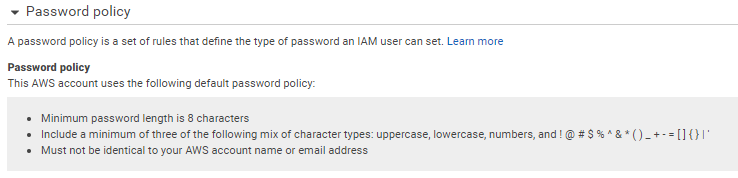 Password policy
A password policy is a set of rules that define the type of password an IAM user can set. Learn more
Password policy
This AWS account uses the following default password policy:
• Minimum password length is 8 characters
• Include a minimum of three of the following mix of character types: uppercase, lowercase, numbers, and ! @ # $ % ^ & * ( ) _ + - = [ ] { } | '
• Must not be identical to your AWS account name or email address